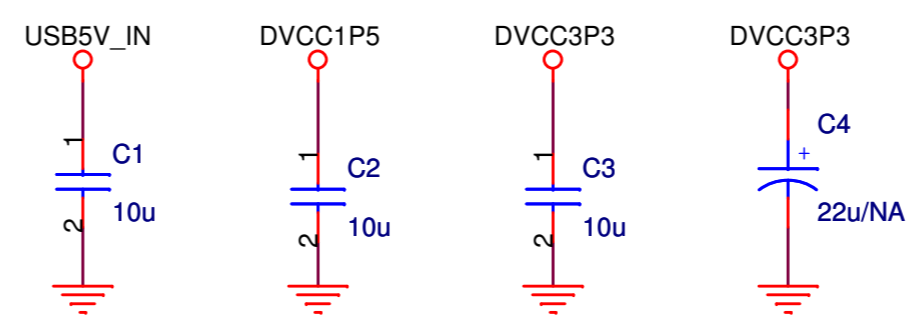 USB5V_IN DVCC1P5 DVCC3P3 DVCC3P3
C4
1 C1 1 C2 1 C3 +
2 10u 2 10u 2 10u 22u/NA